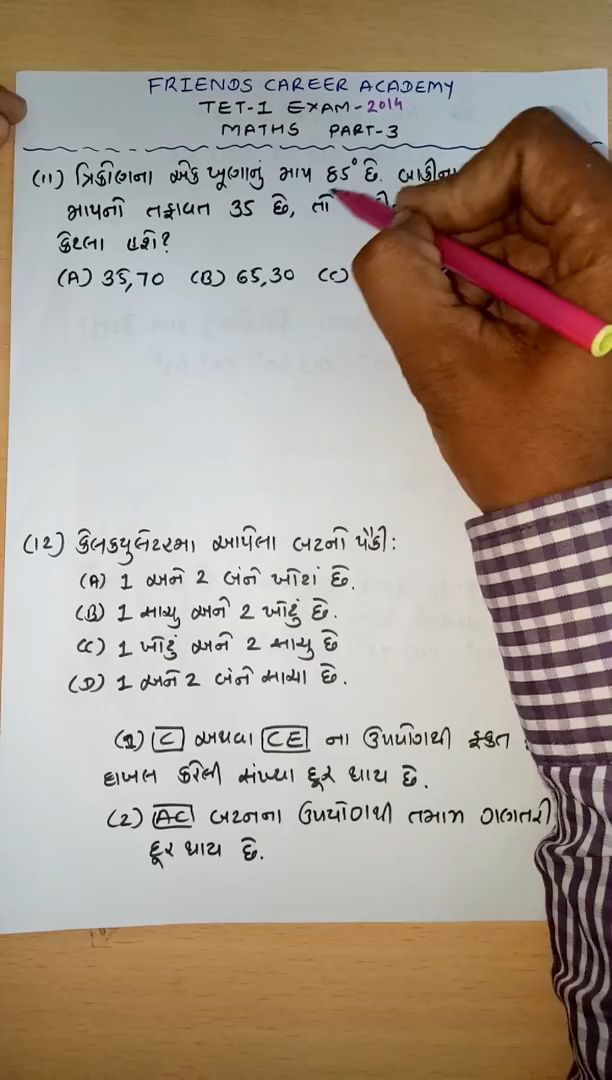 FRIENDS CAREER ACADEMY
TET-1 EXAM-2014
MATHS PART-3
(11) ત્રિકોણના એક ખૂણાનું માપ ૪5° છે. બાકીના
માપનો તફાવત 35 છે, તો
કેટલા હશે?
(A) 35,70 (B) 65,30 (C)
(12) કેલક્યુલેટરમા આપેલા બટનો પૈકી:
(A) 1 અને 2 બંને ખોટાં છે.
(B) 1 સાચુ અને 2 ખોટું છે.
(C) 1 ખોટું અને 2 સાચુ છે
(D) 1 અને 2 બંને સાચા છે.
(1) C અથવા CE ના ઉપયોગથી ફક્ત
દાખલ કરેલી સંખ્યા દૂર થાય છે.
(2) AC બટનના ઉપયોગથી તમામ ગણતરી
દૂર થાય છે.